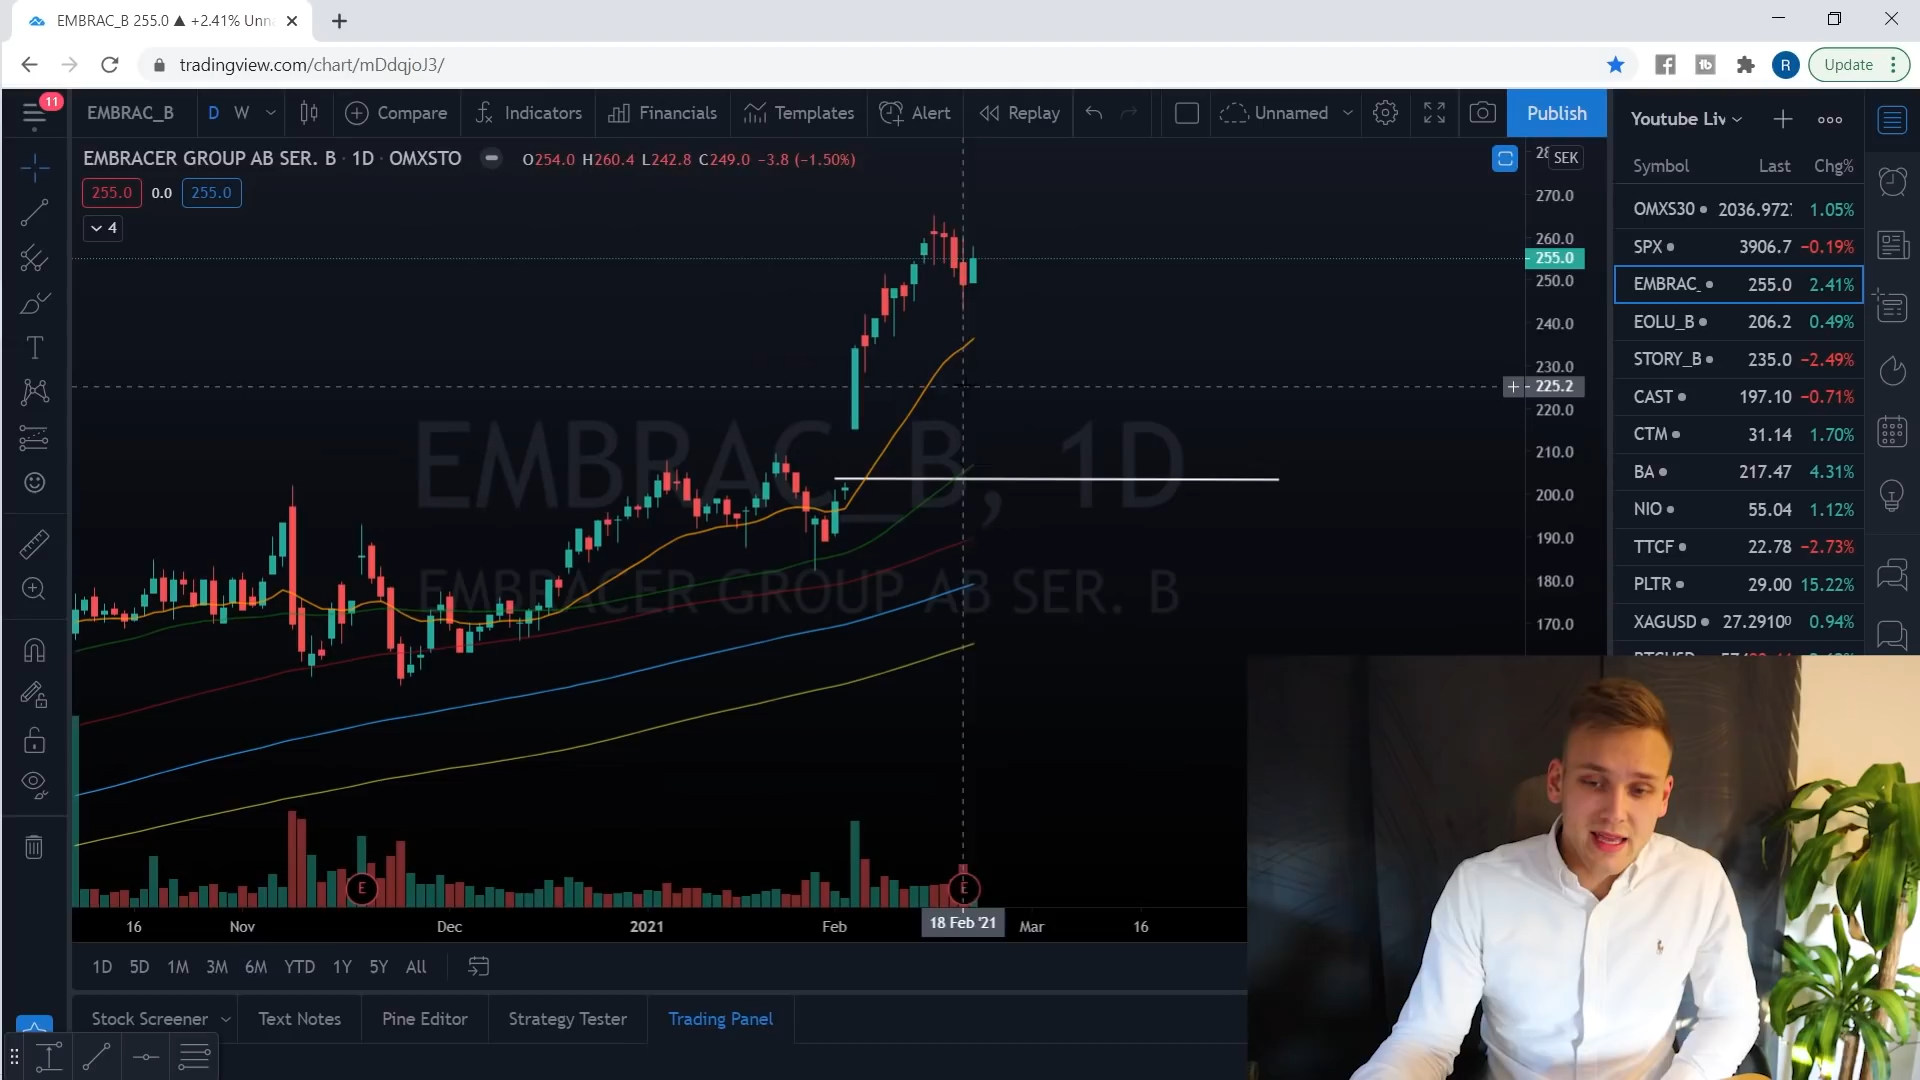 EMBRAC_B 255.0 ▲ +2.41% Unn
tradingview.com/chart/mDdqjoJ3/
R
Update
11
EMBRAC_B
D
W
Compare
Indicators
Financials
Templates
Alert
Replay
Unnamed
Publish
Youtube Liv
EMBRACER GROUP AB SER. B · 1D · OMXSTO
O254.0 H260.4 L242.8 C249.0 −3.8 (−1.50%)
SEK
255.0
0.0
255.0
4
Symbol Last Chg%
OMXS30 2036.972 1.05%
SPX 3906.7 −0.19%
EMBRAC_ 255.0 2.41%
EOLU_B 206.2 0.49%
STORY_B 235.0 −2.49%
CAST 197.10 −0.71%
CTM 31.14 1.70%
BA 217.47 4.31%
NIO 55.04 1.12%
TTCF 22.78 −2.73%
PLTR 29.00 15.22%
XAGUSD 27.2910⁰ 0.94%
270.0
260.0
255.0
250.0
240.0
230.0
225.2
220.0
210.0
200.0
190.0
180.0
170.0
EMBRAC_B, 1D
EMBRACER GROUP AB SER. B
E
E
16 Nov Dec 2021 Feb 18 Feb '21 Mar 16
1D 5D 1M 3M 6M YTD 1Y 5Y All
Stock Screener
Text Notes
Pine Editor
Strategy Tester
Trading Panel